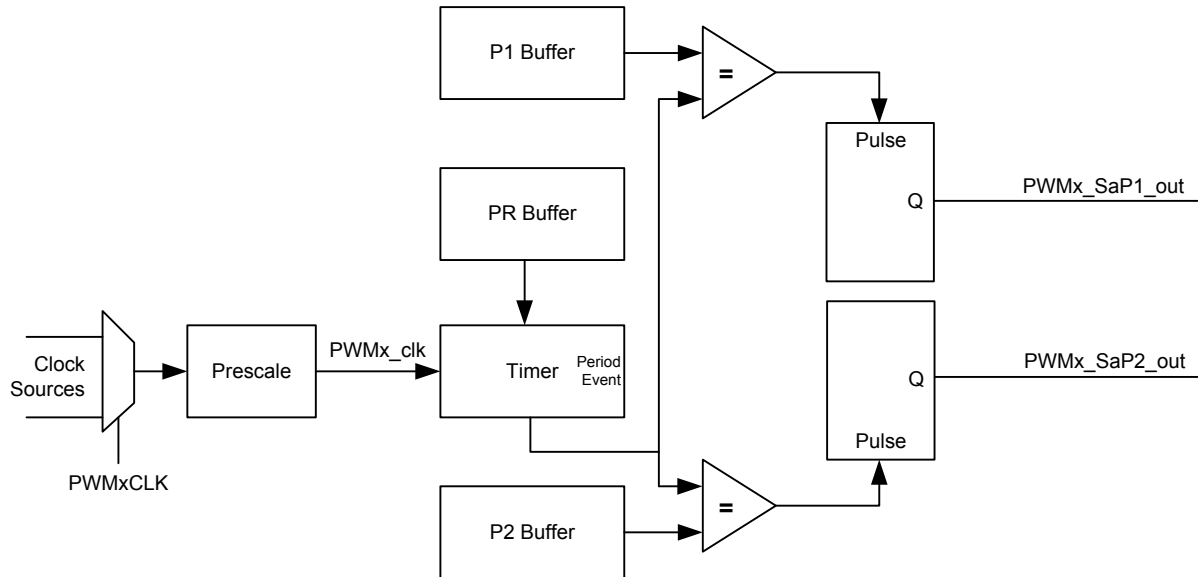 P1 Buffer
=
Pulse
Q
PWMx_SaP1_out
PR Buffer
Clock
Sources
PWMxCLK
Prescale
PWMx_clk
Timer
Period
Event
Q
PWMx_SaP2_out
Pulse
P2 Buffer
=